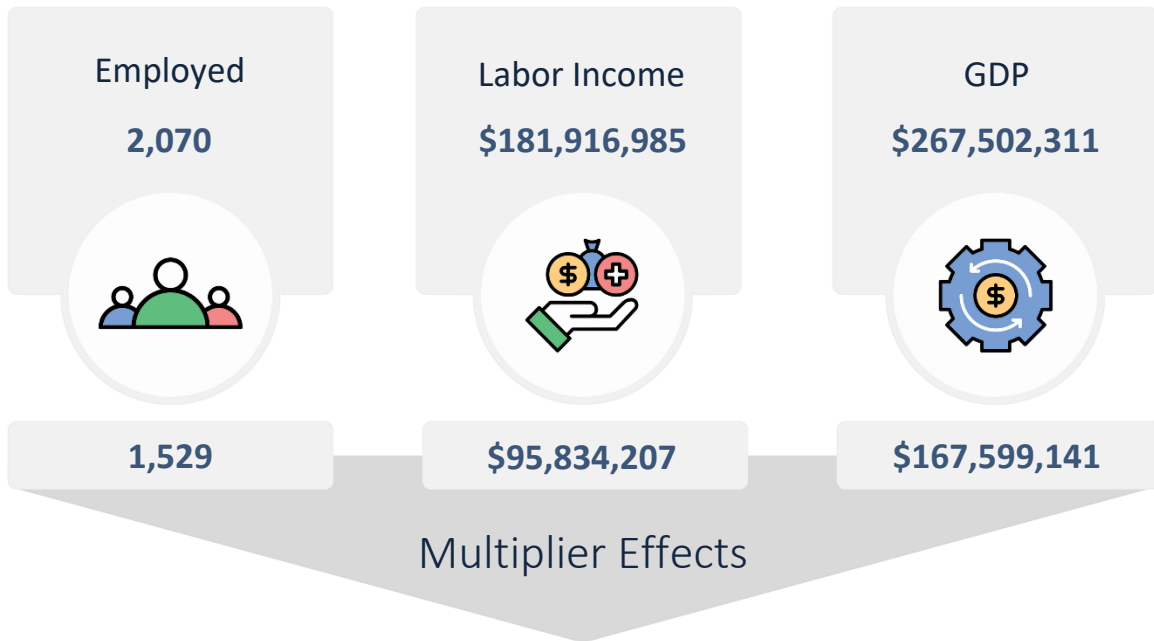 Employed
2,070
Labor Income
$181,916,985
GDP
$267,502,311
$
$
1,529
$95,834,207
$167,599,141
Multiplier Effects